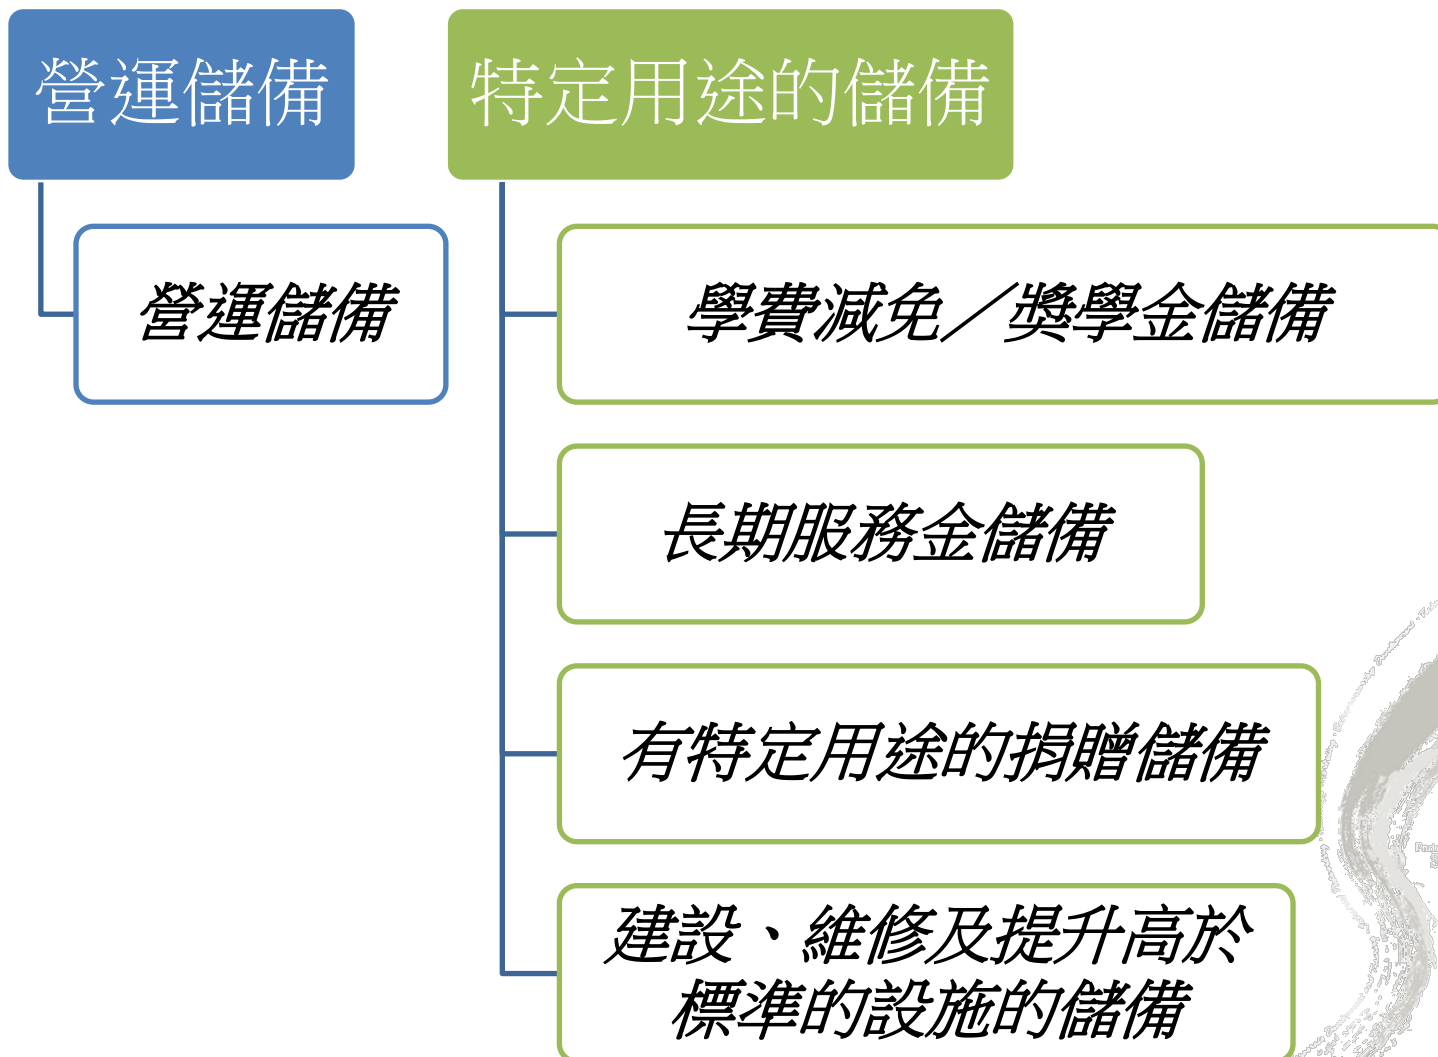 營運儲備
特定用途的儲備
營運儲備
學費減免／獎學金儲備
長期服務金儲備
有特定用途的捐贈儲備
建設、維修及提升高於
標準的設施的儲備